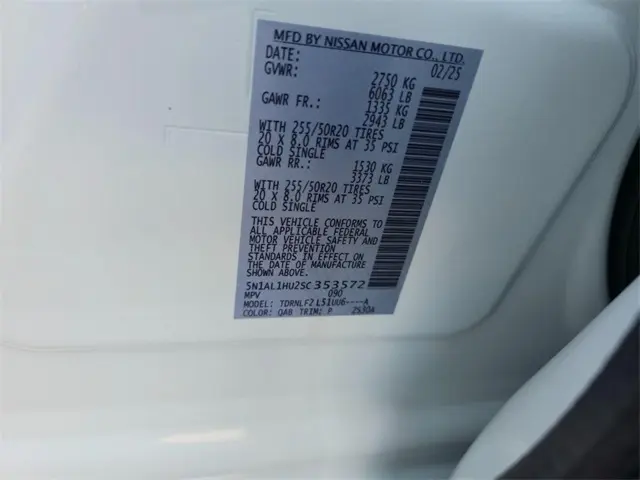 MFD BY NISSAN MOTOR CO., LTD.
DATE: 02/25
GVWR: 2750 KG
6063 LB
GAWR FR.: 1335 KG
2943 LB
WITH 255/50R20 TIRES
20 X 8.0 RIMS AT 35 PSI
COLD SINGLE
GAWR RR.: 1530 KG
3373 LB
WITH 255/50R20 TIRES
20 X 8.0 RIMS AT 35 PSI
COLD SINGLE
THIS VEHICLE CONFORMS TO
ALL APPLICABLE FEDERAL
MOTOR VEHICLE SAFETY AND
THEFT PREVENTION
STANDARDS IN EFFECT ON
THE DATE OF MANUFACTURE
SHOWN ABOVE.
5N1AL1HU2SC353572
MPV 090
MODEL: TDRNLF2 L51UU6----A
COLOR: QAB TRIM: P 2530A